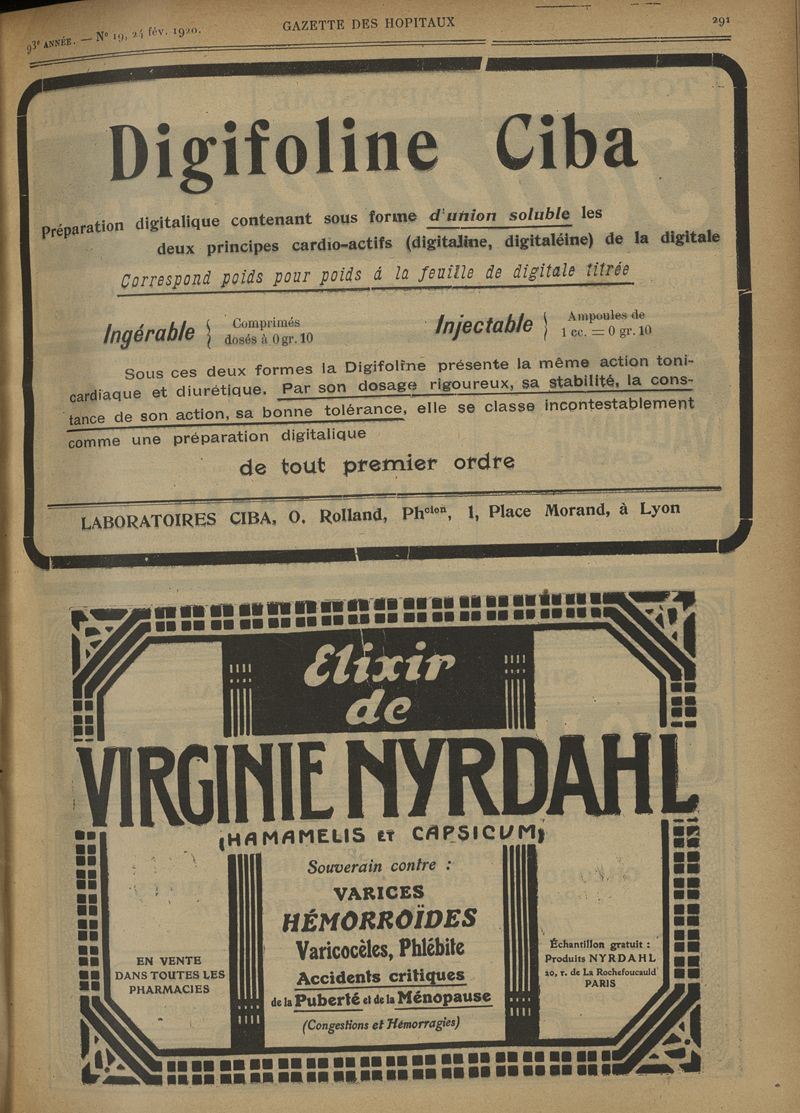 93e ANNÉE. — No 19, 24 fév. 1920.
GAZETTE DES HOPITAUX
291
Digifoline Ciba
Préparation digitalique contenant sous forme d'union soluble les
deux principes cardio-actifs (digitaline, digitaléine) de la digitale
Correspond poids pour poids á la feuille de digitale titrée
Ingérable { Comprimés
dosés à 0 gr. 10
Injectable } Ampoules de
1 cc. = 0 gr. 10
Sous ces deux formes la Digifoline présente la même action toni-
cardiaque et diurétique. Par son dosage rigoureux, sa stabilité, la cons-
tance de son action, sa bonne tolérance, elle se classe incontestablement
comme une préparation digitalique
de tout premier ordre
LABORATOIRES CIBA, O. Rolland, Phcien, 1, Place Morand, à Lyon
Elixir
de
VIRGINIE NYRDAHL
(HAMAMELIS ET CAPSICUM)
Souverain contre :
VARICES
HÉMORROÏDES
Varicocèles, Phlébite
Accidents critiques
de la Puberté et de la Ménopause
(Congestions et Hémorragies)
EN VENTE
DANS TOUTES LES
PHARMACIES
Échantillon gratuit :
Produits NYRDAHL
20, r. de La Rochefoucauld
PARIS